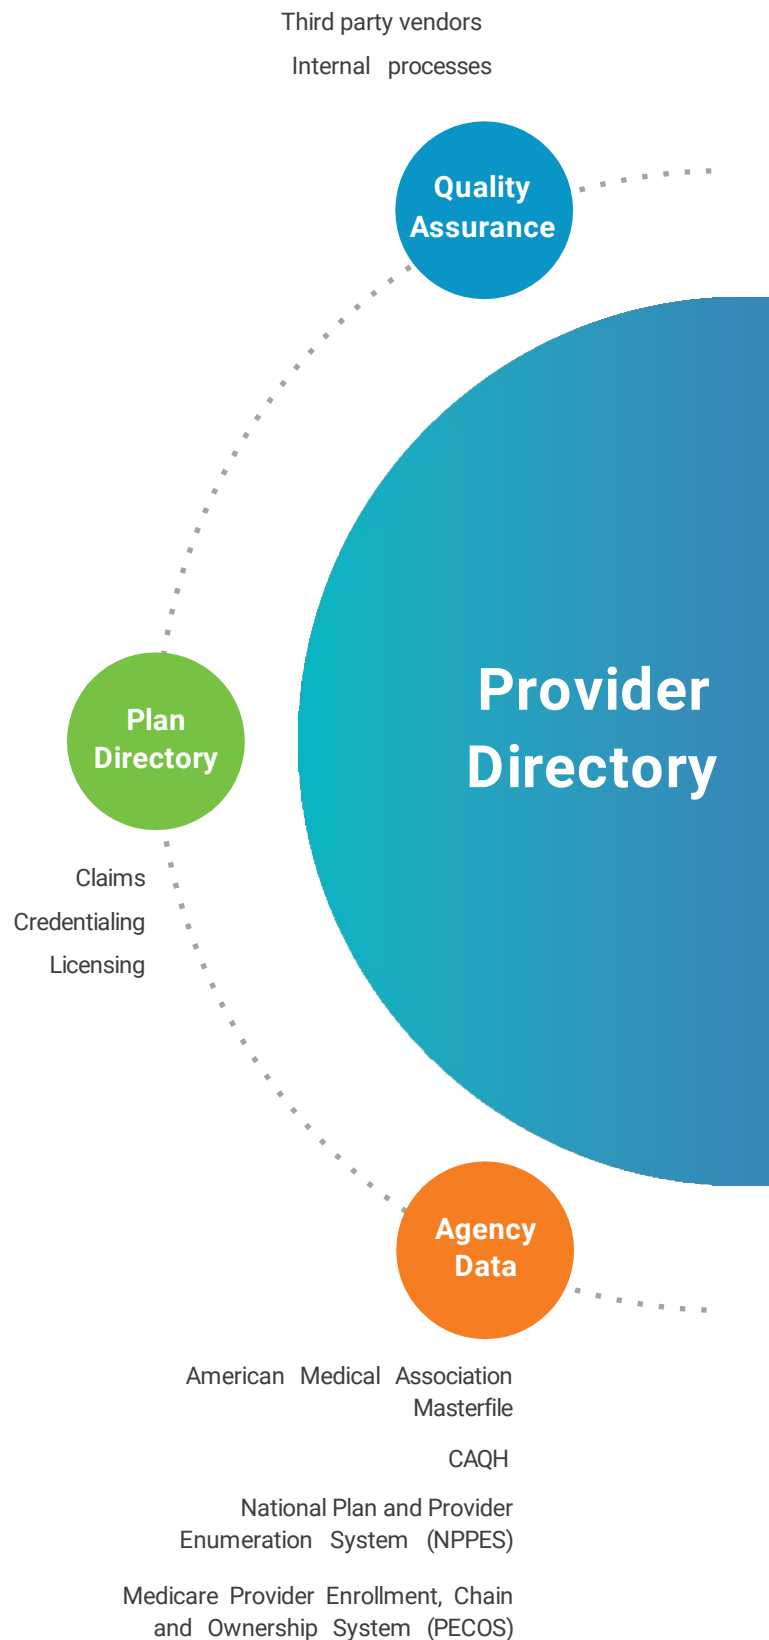 Third party vendors
Internal processes
Quality
Assurance
Provider
Directory
Plan
Directory
Claims
Credentialing
Licensing
Agency
Data
American Medical Association
Masterfile
CAQH
National Plan and Provider
Enumeration System (NPPES)
Medicare Provider Enrollment, Chain
and Ownership System (PECOS)